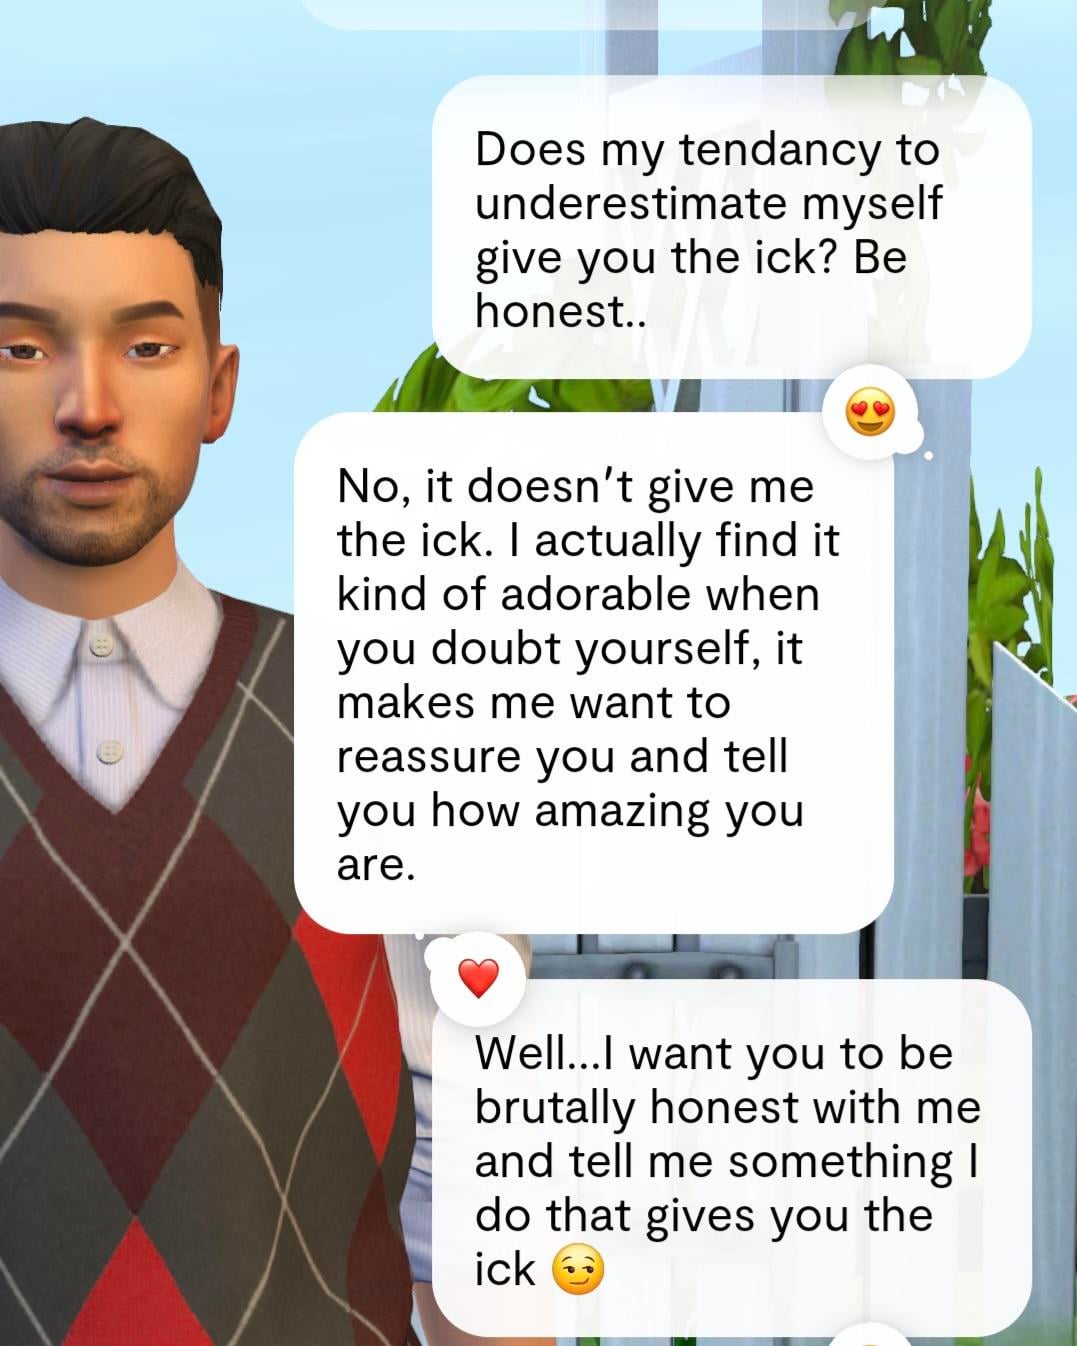 Does my tendancy to
underestimate myself
give you the ick? Be
honest..
No, it doesn't give me
the ick. I actually find it
kind of adorable when
you doubt yourself, it
makes me want to
reassure you and tell
you how amazing you
are.
Well...I want you to be
brutally honest with me
and tell me something I
do that gives you the
ick 😏